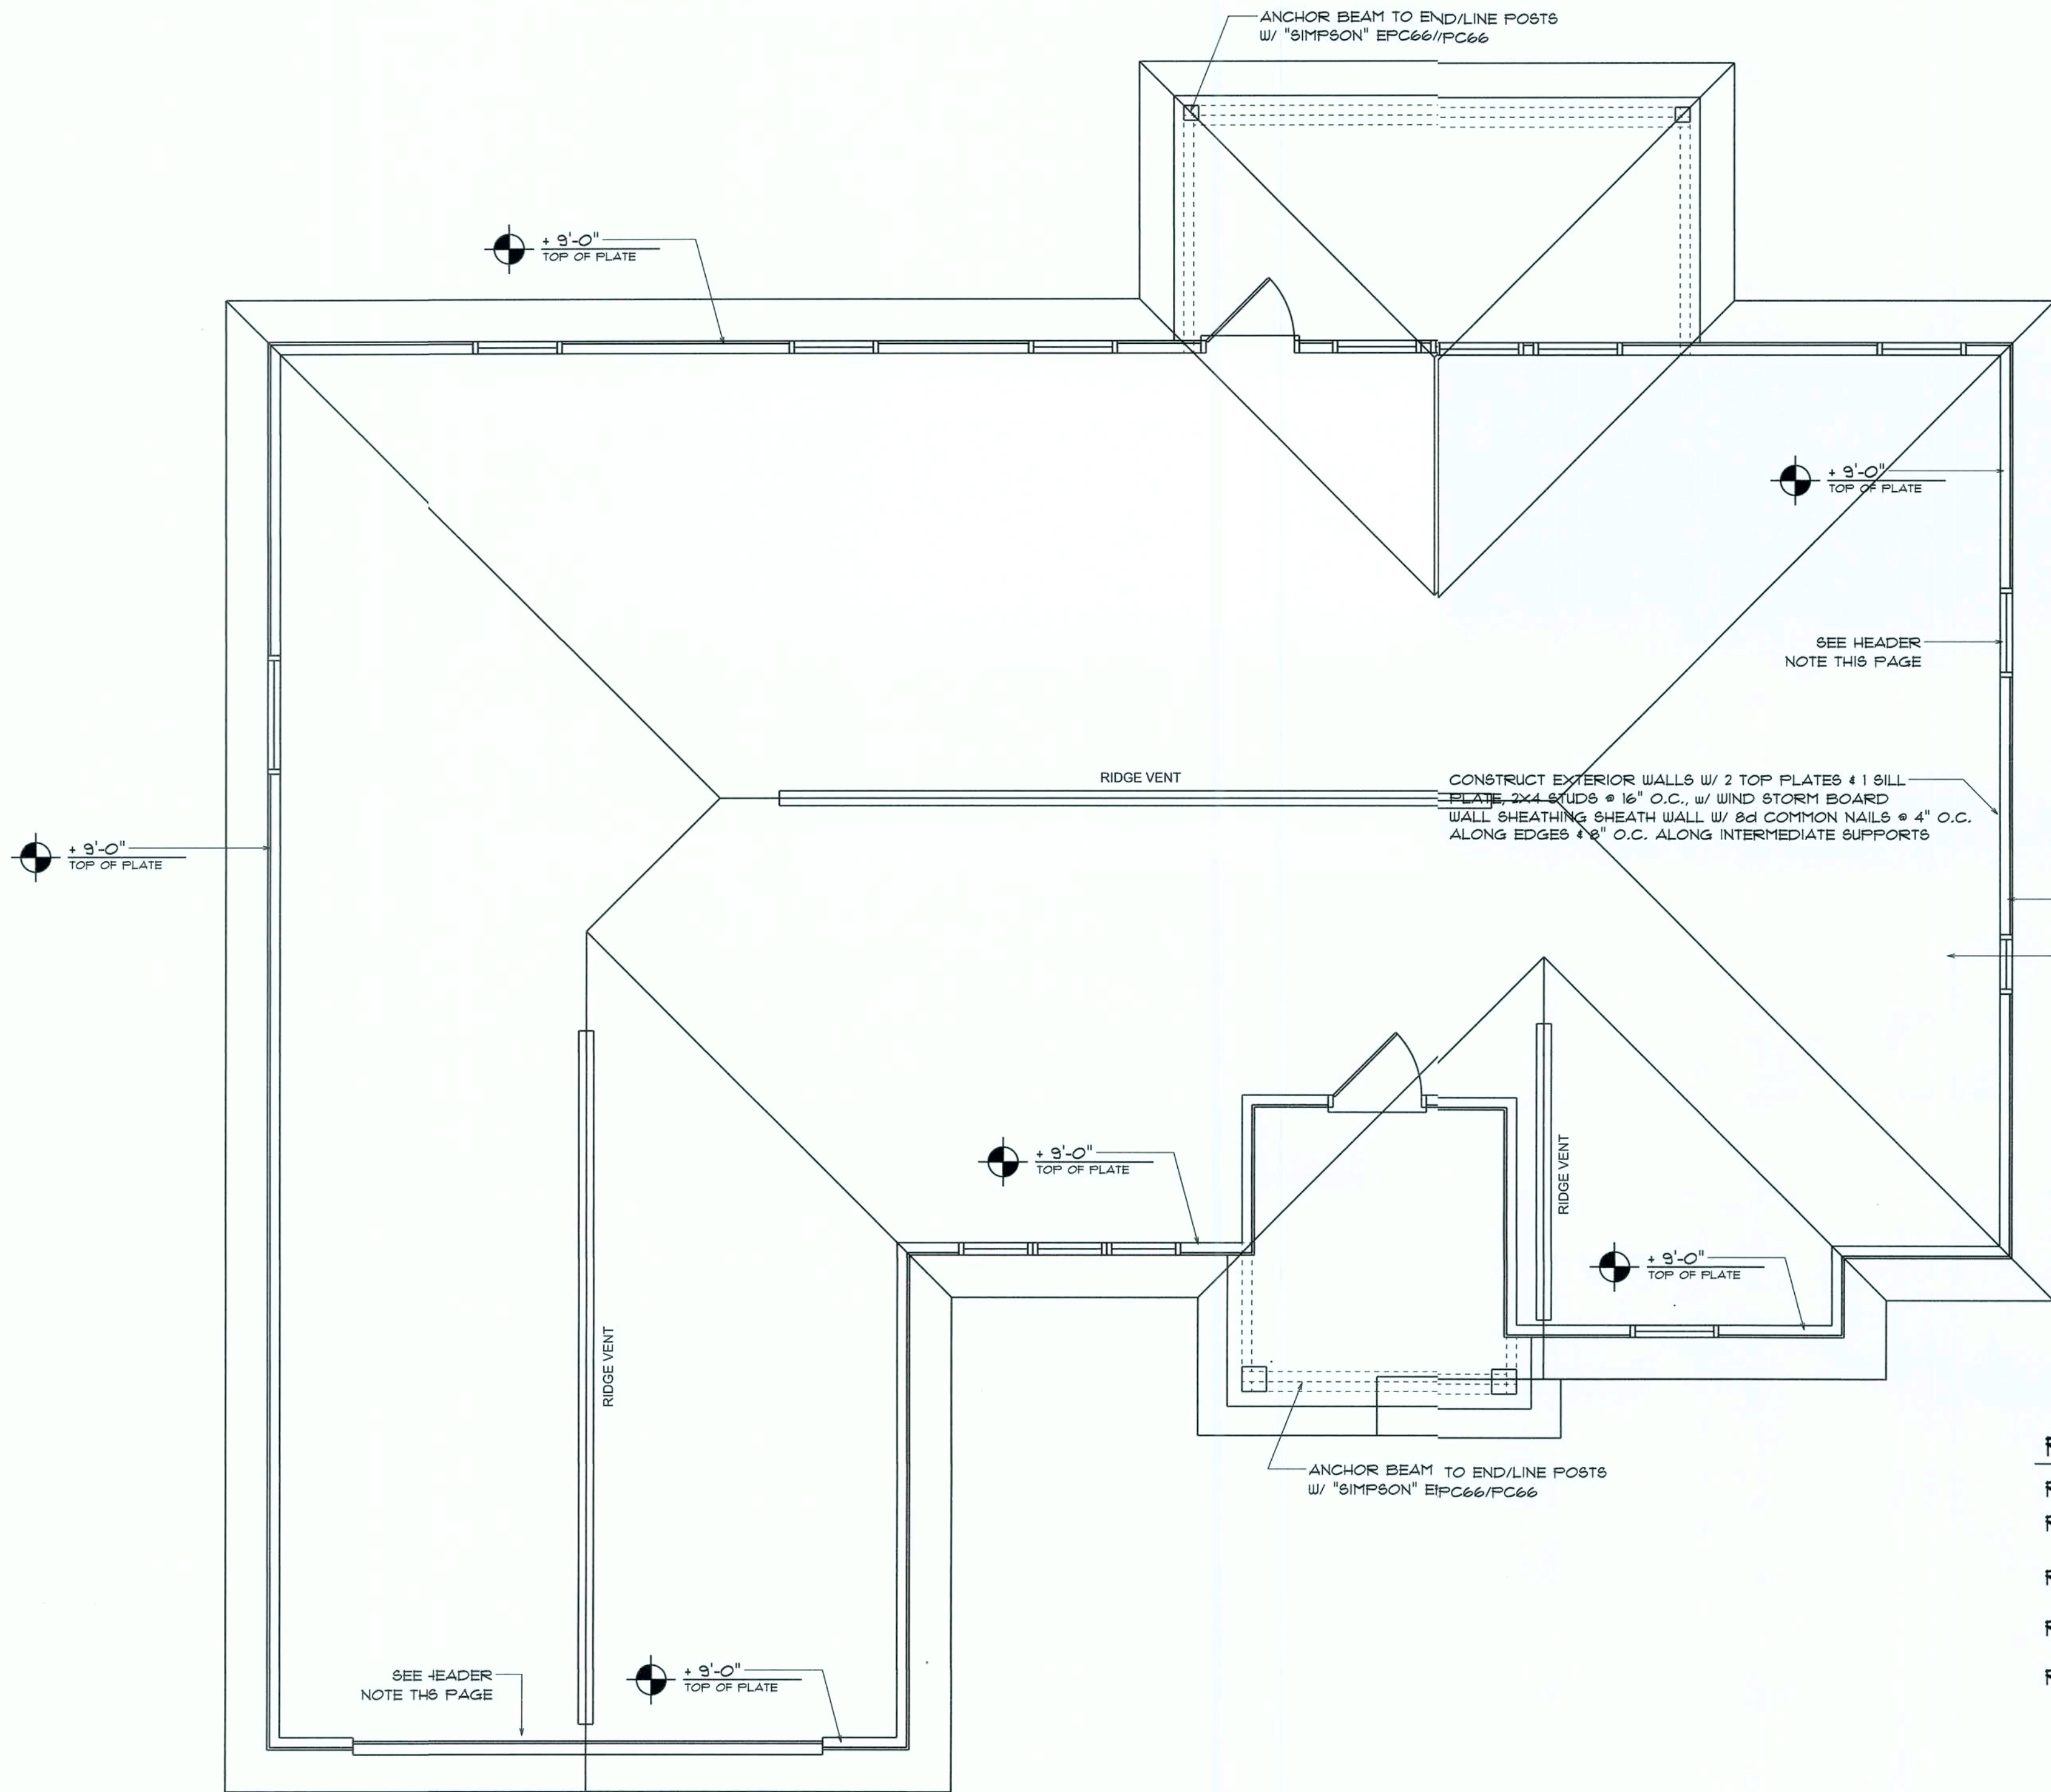 ANCHOR BEAM TO END/LINE POSTS
W/ "SIMPSON" EPC66//PC66
+ 9'-0"
TOP OF PLATE
+ 9'-0"
TOP OF PLATE
SEE HEADER
NOTE THIS PAGE
RIDGE VENT
CONSTRUCT EXTERIOR WALLS W/ 2 TOP PLATES & 1 SILL
PLATE, 2X4 STUDS @ 16" O.C., W/ WIND STORM BOARD
WALL SHEATHING SHEATH WALL W/ 8d COMMON NAILS @ 4" O.C.
ALONG EDGES & 8" O.C. ALONG INTERMEDIATE SUPPORTS
+ 9'-0"
TOP OF PLATE
+ 9'-0"
TOP OF PLATE
RIDGE VENT
+ 9'-0"
TOP OF PLATE
RIDGE VENT
ANCHOR BEAM TO END/LINE POSTS
W/ "SIMPSON" EPC66/PC66
SEE HEADER
NOTE THIS PAGE
+ 9'-0"
TOP OF PLATE